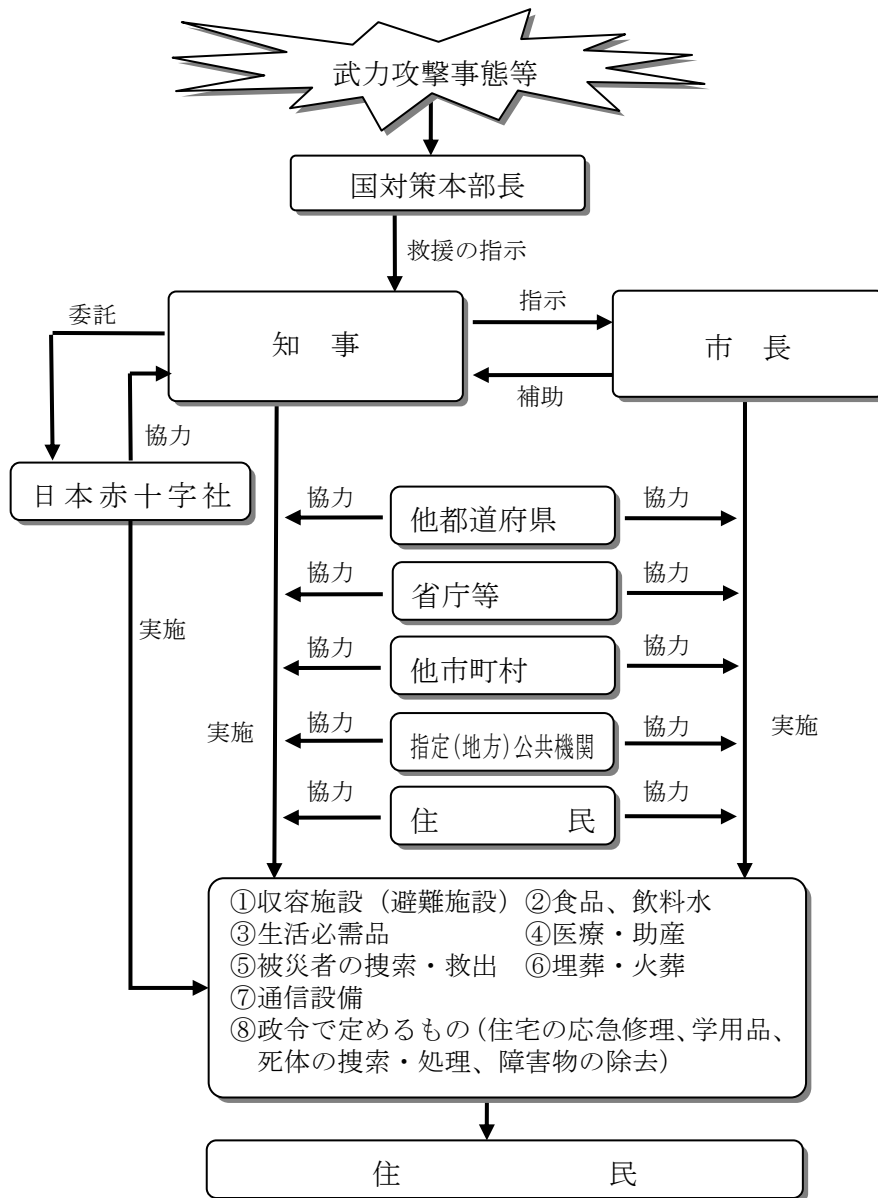 武力攻撃事態等
国対策本部長
救援の指示
委託
知　事
指示
市　長
補助
協力
日本赤十字社
協力
他都道府県
協力
協力
省庁等
協力
実施
協力
他市町村
協力
実施
協力
指定(地方)公共機関
協力
実施
協力
住　　　　民
協力
①収容施設（避難施設）②食品、飲料水
③生活必需品　　　　　④医療・助産
⑤被災者の捜索・救出　⑥埋葬・火葬
⑦通信設備
⑧政令で定めるもの(住宅の応急修理、学用品、
死体の捜索・処理、障害物の除去)
住　　　　　　民